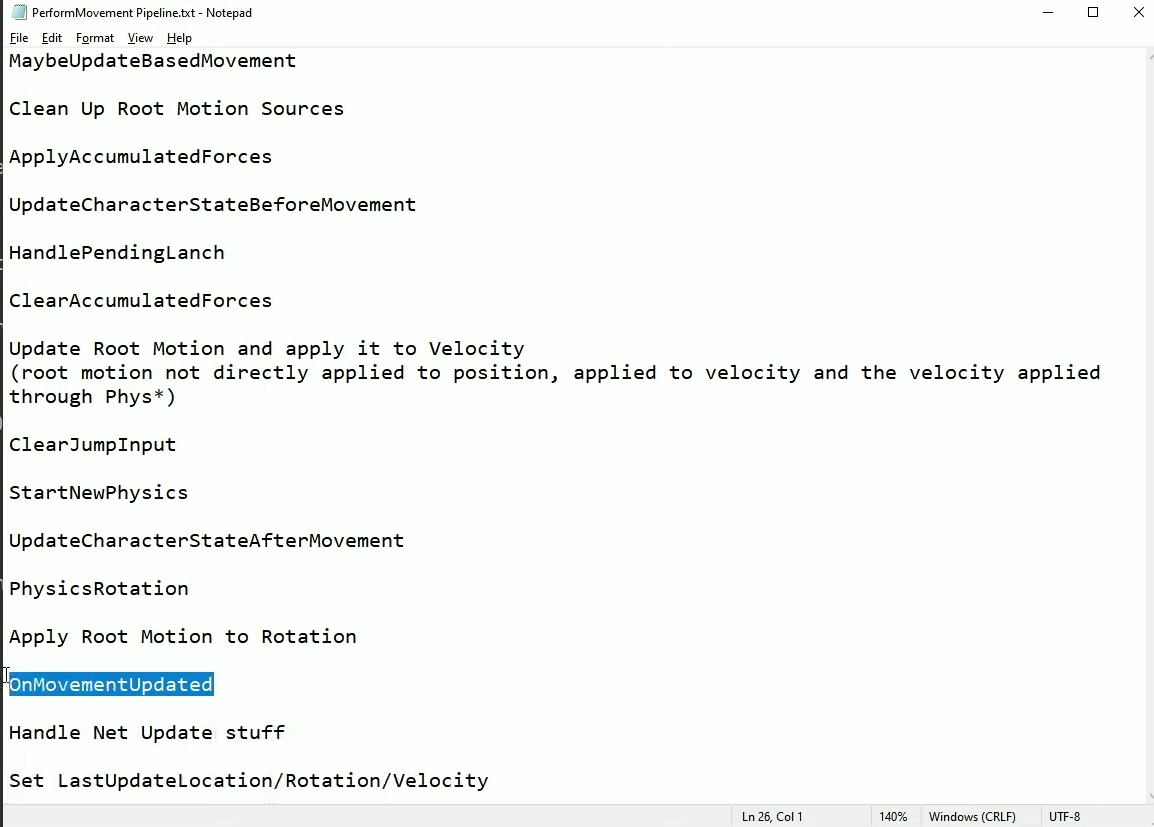 PerformMovement Pipeline.txt - Notepad
File Edit Format View Help
MaybeUpdateBasedMovement
Clean Up Root Motion Sources
ApplyAccumulatedForces
UpdateCharacterStateBeforeMovement
HandlePendingLanch
ClearAccumulatedForces
Update Root Motion and apply it to Velocity
(root motion not directly applied to position, applied to velocity and the velocity applied
through Phys*)
ClearJumpInput
StartNewPhysics
UpdateCharacterStateAfterMovement
PhysicsRotation
Apply Root Motion to Rotation
OnMovementUpdated
Handle Net Update stuff
Set LastUpdateLocation/Rotation/Velocity
Ln 26, Col 1 140% Windows (CRLF) UTF-8